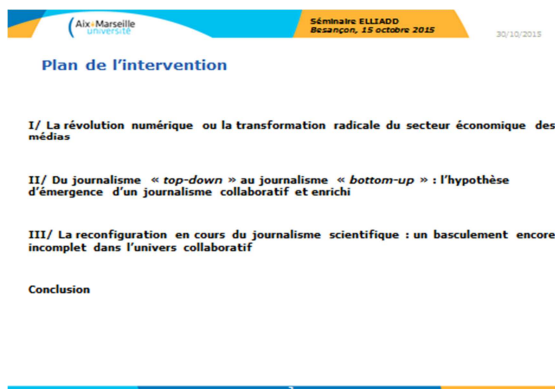 Aix+Marseille
université
Séminaire ELLIADD
Besançon, 15 octobre 2015
30/10/2015
Plan de l’intervention
I/ La révolution numérique ou la transformation radicale du secteur économique des
médias
II/ Du journalisme « top-down » au journalisme « bottom-up » : l’hypothèse
d’émergence d’un journalisme collaboratif et enrichi
III/ La reconfiguration en cours du journalisme scientifique : un basculement encore
incomplet dans l’univers collaboratif
Conclusion